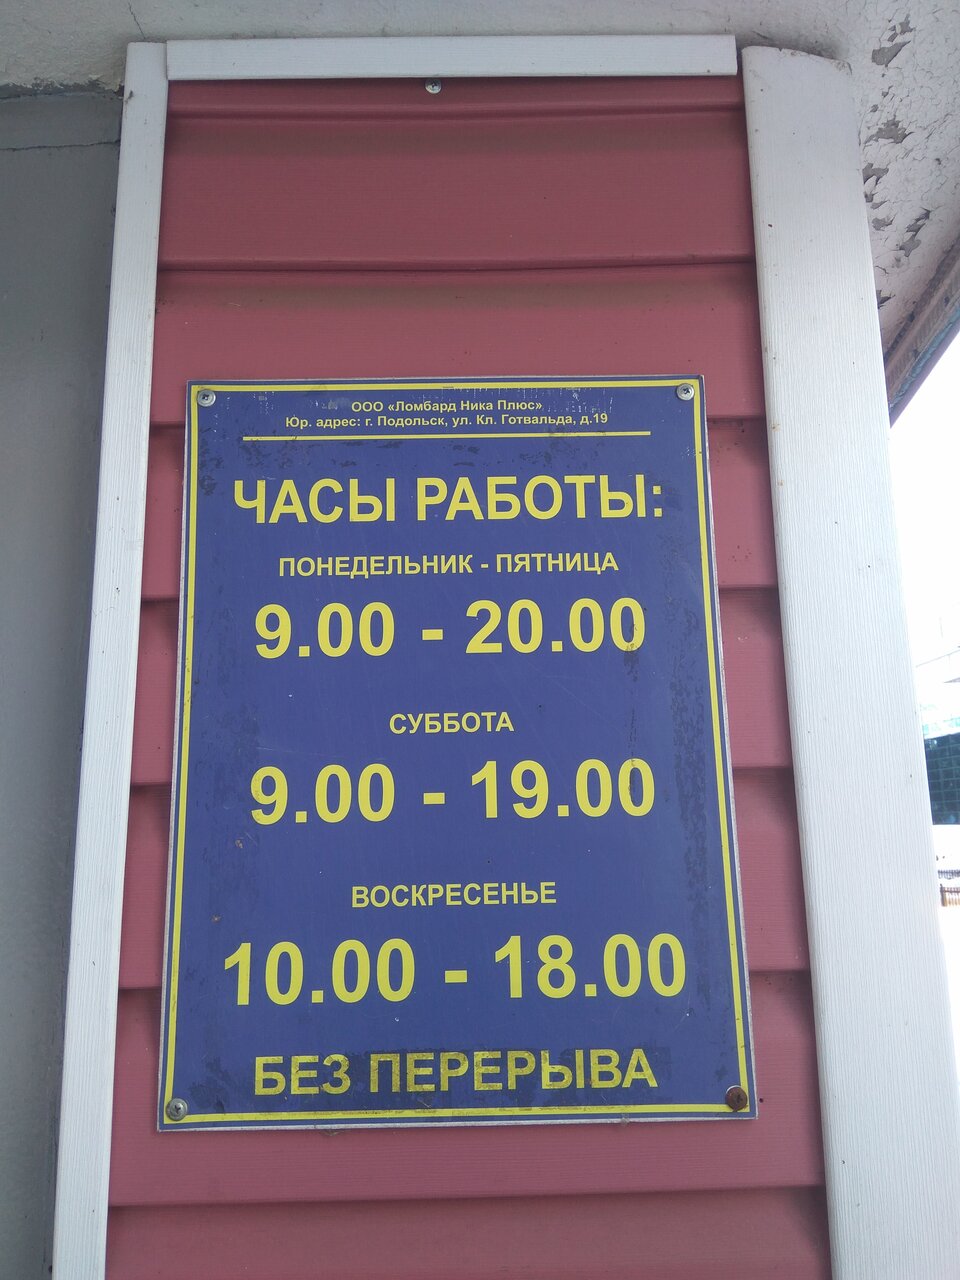 ООО «Ломбард Ника Плюс»
Юр. адрес: г. Подольск, ул. Кл. Готвальда, д.19
ЧАСЫ РАБОТЫ:
ПОНЕДЕЛЬНИК - ПЯТНИЦА
9.00 - 20.00
СУББОТА
9.00 - 19.00
ВОСКРЕСЕНЬЕ
10.00 - 18.00
БЕЗ ПЕРЕРЫВА